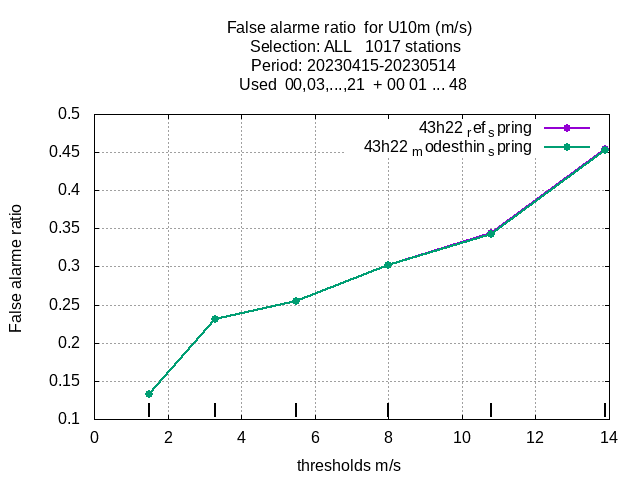 False alarme ratio  for U10m (m/s)
Selection: ALL   1017 stations
Period: 20230415-20230514
Used  00,03,...,21  + 00 01 ... 48
43h22 ref spring
43h22 modesthin spring
0.5
0.45
0.4
0.35
0.3
0.25
0.2
0.15
0.1
False alarme ratio
0 2 4 6 8 10 12 14
thresholds m/s